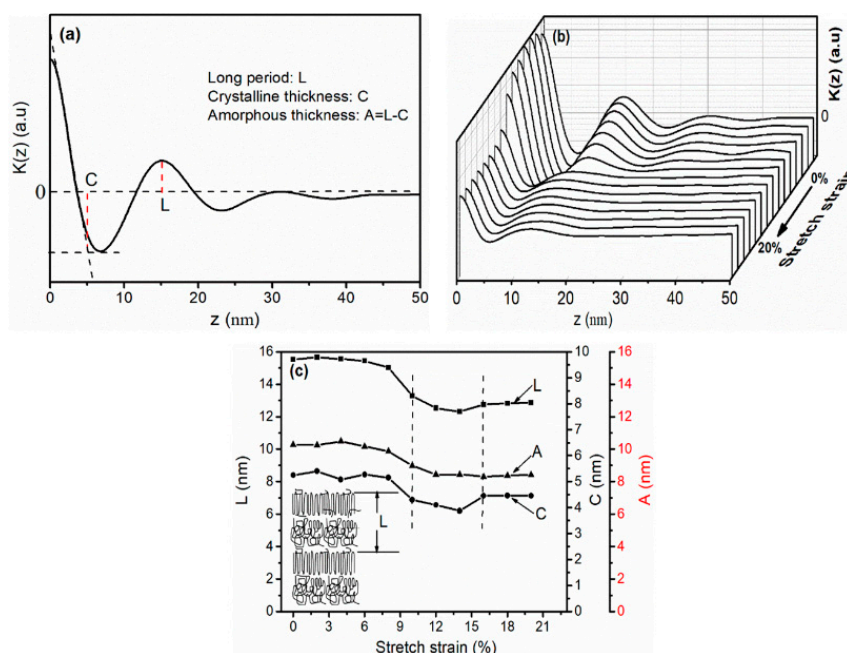 (a)
Long period: L
Crystalline thickness: C
Amorphous thickness: A=L-C
K(z) (a.u)
0
C
L
0 10 20 30 40 50
z (nm)
(b)
K(z) (a.u)
0
0%
20%
Stretch strain
0 10 20 30 40 50
z (nm)
(c)
16
14
12
10
8
6
4
2
0
L (nm)
10
9
8
7
6
5
4
3
2
1
0
C (nm)
16
14
12
10
8
6
4
2
0
A (nm)
L
A
C
L
0 3 6 9 12 15 18 21
Stretch strain (%)